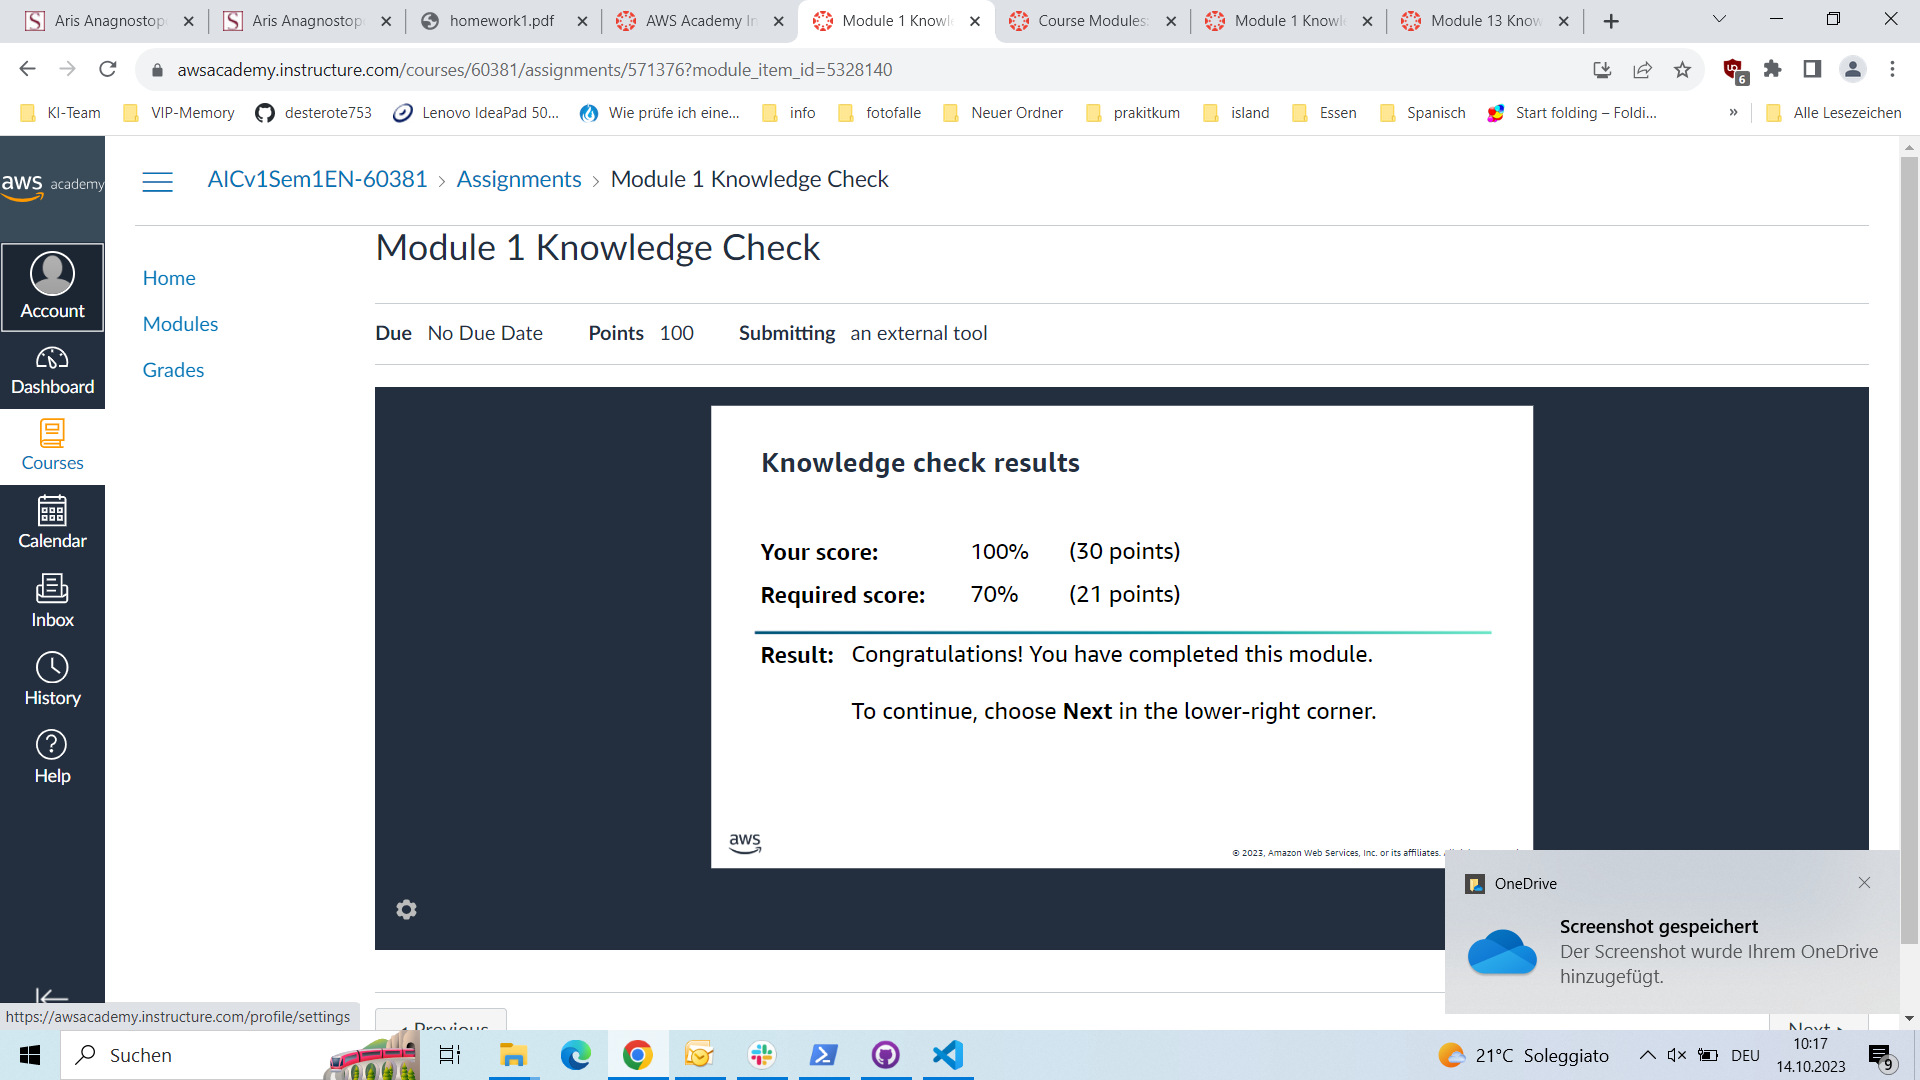 Aris Anagnostop
Aris Anagnostop
homework1.pdf
AWS Academy In
Module 1 Knowle
Course Modules:
Module 1 Knowle
Module 13 Know
awsacademy.instructure.com/courses/60381/assignments/571376?module_item_id=5328140
6
KI-Team
VIP-Memory
desterote753
Lenovo IdeaPad 50...
Wie prüfe ich eine...
info
fotofalle
Neuer Ordner
prakitkum
island
Essen
Spanisch
Start folding – Foldi...
»
Alle Lesezeichen
aws academy
AICv1Sem1EN-60381 › Assignments › Module 1 Knowledge Check
Account
Dashboard
Courses
Calendar
Inbox
History
Help
Home
Modules
Grades
Module 1 Knowledge Check
Due No Due Date Points 100 Submitting an external tool
Knowledge check results
Your score: 100% (30 points)
Required score: 70% (21 points)
Result: Congratulations! You have completed this module.
To continue, choose Next in the lower-right corner.
aws
© 2023, Amazon Web Services, Inc. or its affiliates.
OneDrive
Screenshot gespeichert
Der Screenshot wurde Ihrem OneDrive
hinzugefügt.
Previous
Next
https://awsacademy.instructure.com/profile/settings
Suchen
21°C Soleggiato
DEU
10:17
14.10.2023
9